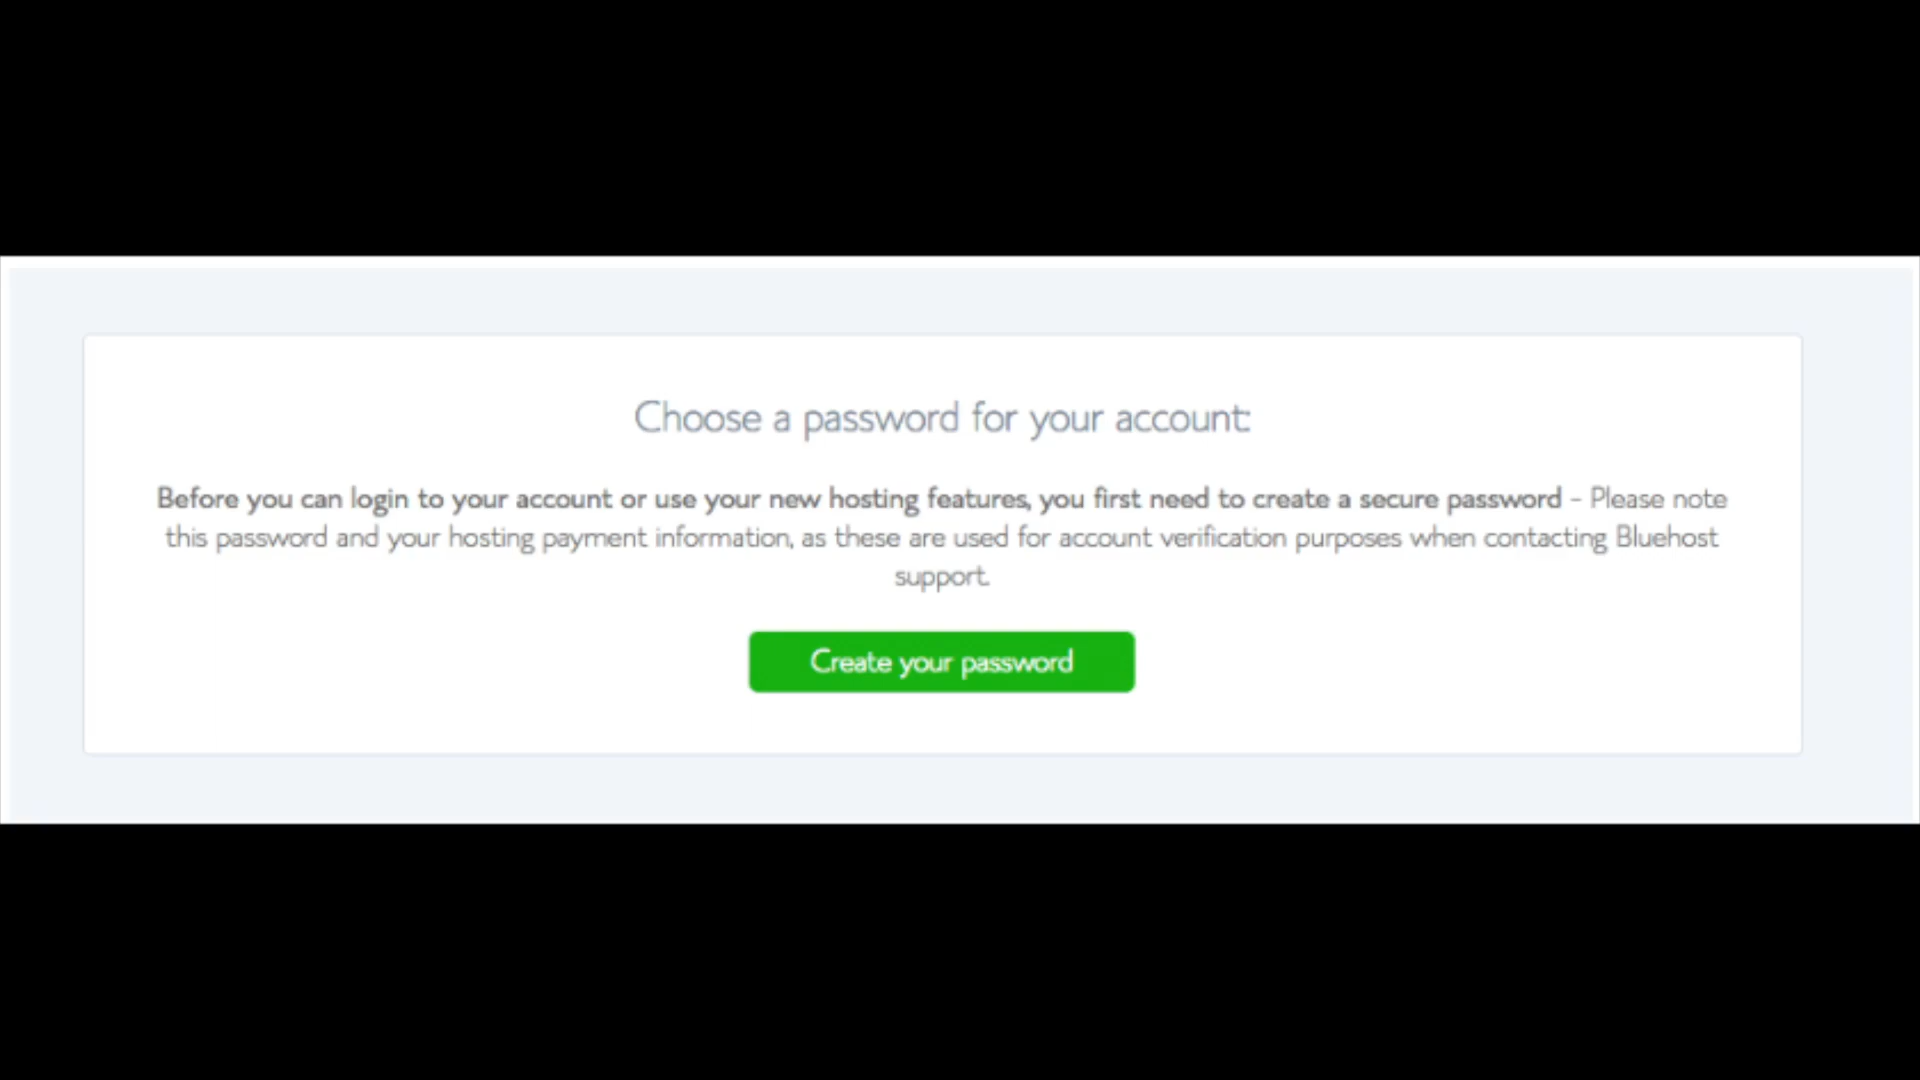 Choose a password for your account:
Before you can login to your account or use your new hosting features, you first need to create a secure password - Please note
this password and your hosting payment information, as these are used for account verification purposes when contacting Bluehost
support.
Create your password